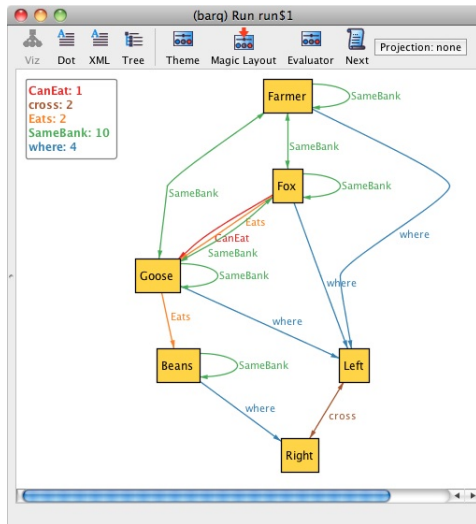 (barq) Run run$1
Viz
Dot
XML
Tree
Theme
Magic Layout
Evaluator
Next
Projection: none
CanEat: 1
cross: 2
Eats: 2
SameBank: 10
where: 4
Farmer
SameBank
SameBank
Fox
SameBank
SameBank
Eats
CanEat
where
SameBank
Goose
SameBank
where
where
Eats
Beans
SameBank
Left
where
cross
Right